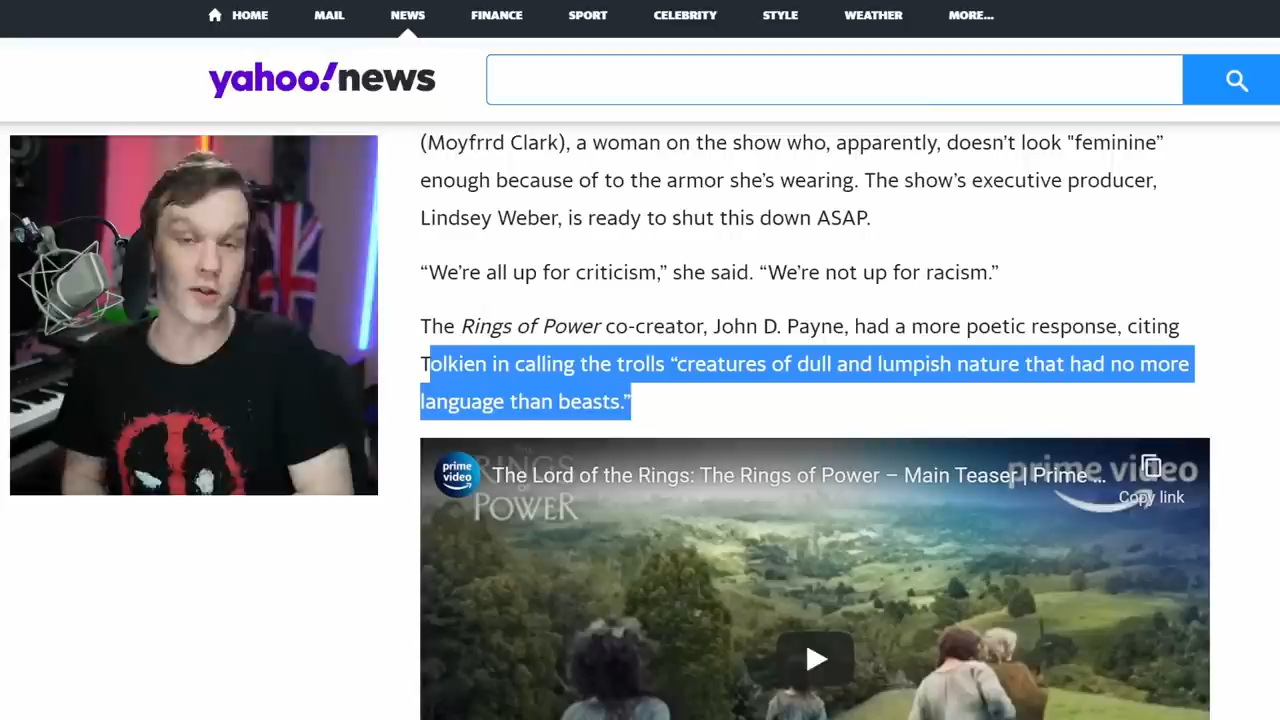 HOME MAIL NEWS FINANCE SPORT CELEBRITY STYLE WEATHER MORE...
yahoo!news
(Moyfrrd Clark), a woman on the show who, apparently, doesn’t look "feminine”
enough because of to the armor she’s wearing. The show’s executive producer,
Lindsey Weber, is ready to shut this down ASAP.
“We’re all up for criticism,” she said. “We’re not up for racism.”
The Rings of Power co-creator, John D. Payne, had a more poetic response, citing
Tolkien in calling the trolls “creatures of dull and lumpish nature that had no more
language than beasts.”
prime video
The Lord of the Rings: The Rings of Power – Main Teaser | Prime ...
RINGS
OF
POWER
prime video
Copy link